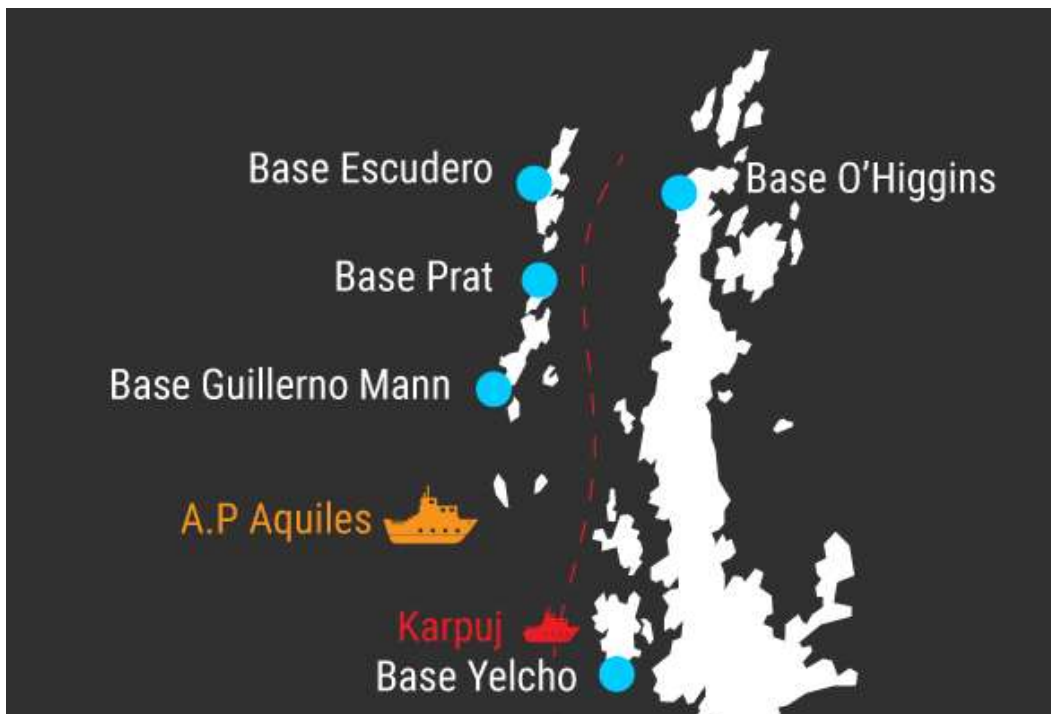 Base Escudero
Base O'Higgins
Base Prat
Base Guillerno Mann
A.P Aquiles
Karpuj
Base Yelcho